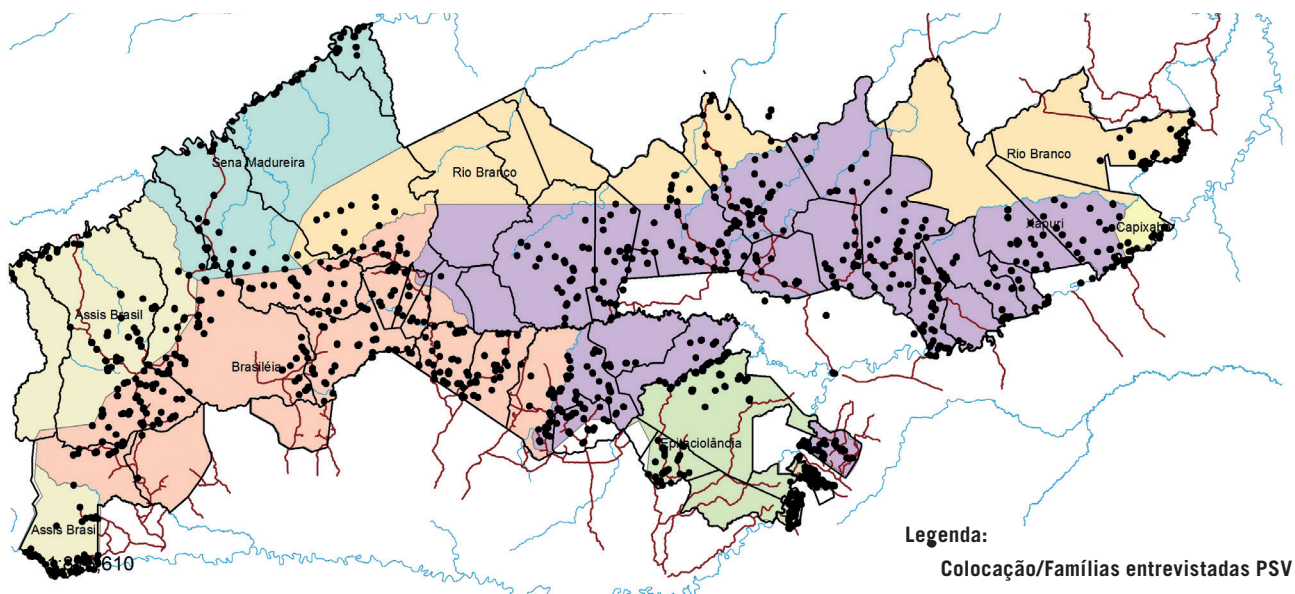 Sena Madureira
Rio Branco
Rio Branco
Xapuri
Capixaba
Assis Brasil
Brasiléia
Epitaciolândia
Assis Brasil
610
Legenda:
Colocação/Famílias entrevistadas PSV